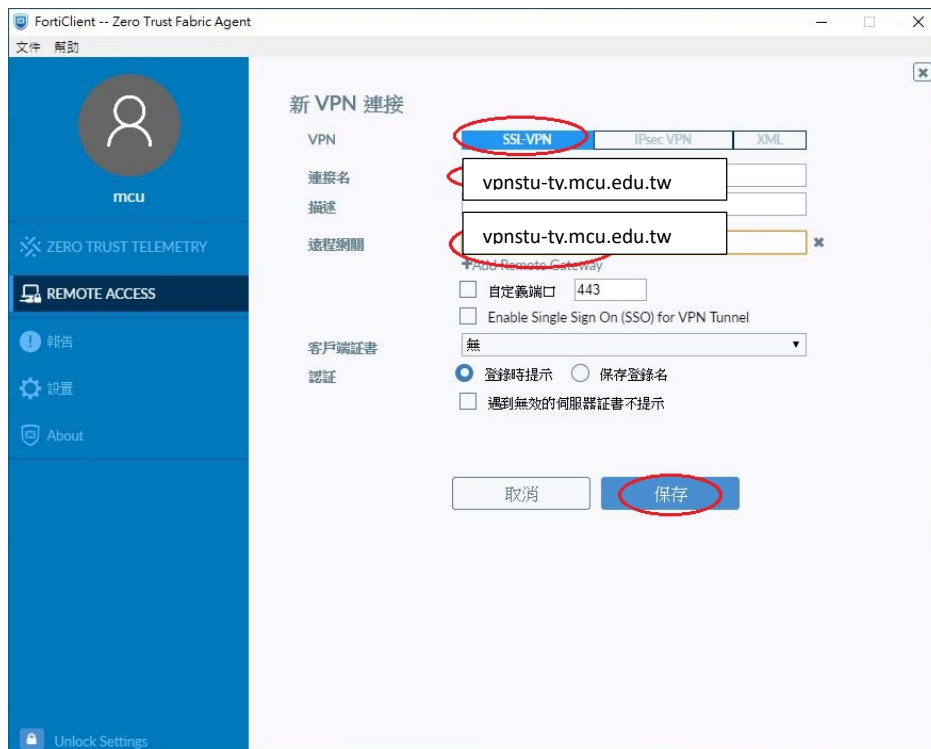 FortiClient -- Zero Trust Fabric Agent
文件 幫助
mcu
ZERO TRUST TELEMETRY
REMOTE ACCESS
報告
設置
About
Unlock Settings
新 VPN 連接
VPN SSL-VPN IPsec VPN XML
連接名 vpnstu-ty.mcu.edu.tw
描述
遠程網關 vpnstu-ty.mcu.edu.tw
+Add Remote Gateway
自定義端口 443
Enable Single Sign On (SSO) for VPN Tunnel
客戶端証書 無
認証 登錄時提示 保存登錄名
遇到無效的伺服器証書不提示
取消 保存